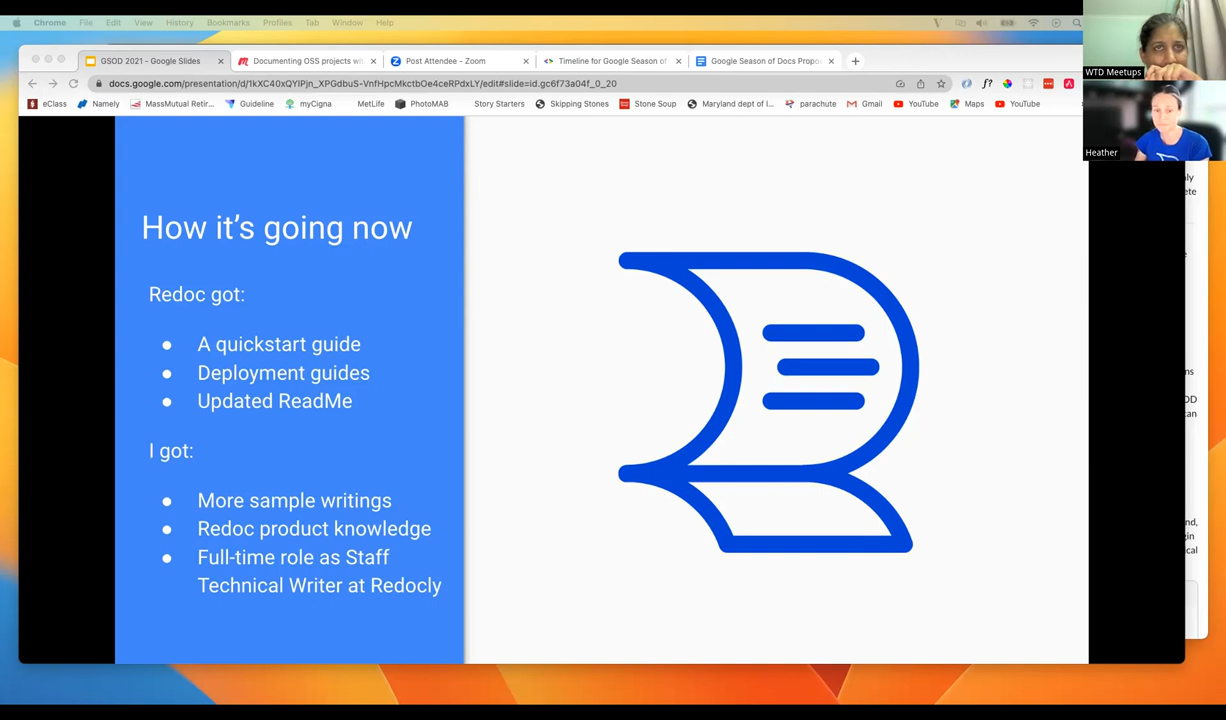 Chrome File Edit View History Bookmarks Profiles Tab Window Help
GSOD 2021 - Google Slides
Documenting OSS projects wit
Post Attendee - Zoom
Timeline for Google Season of
Google Season of Docs Propo
docs.google.com/presentation/d/1kXC40xQYlPjn_XPGdbuS-VnfHpcMkctbOe4ceRPdxLY/edit#slide=id.gc6f73a04f_0_20
eClass Namely MassMutual Retir... Guideline myCigna MetLife PhotoMAB Story Starters Skipping Stones Stone Soup Maryland dept of i... parachute Gmail YouTube Maps YouTube
WTD Meetups
Heather
How it's going now
Redoc got:
● A quickstart guide
● Deployment guides
● Updated ReadMe
I got:
● More sample writings
● Redoc product knowledge
● Full-time role as Staff
Technical Writer at Redocly